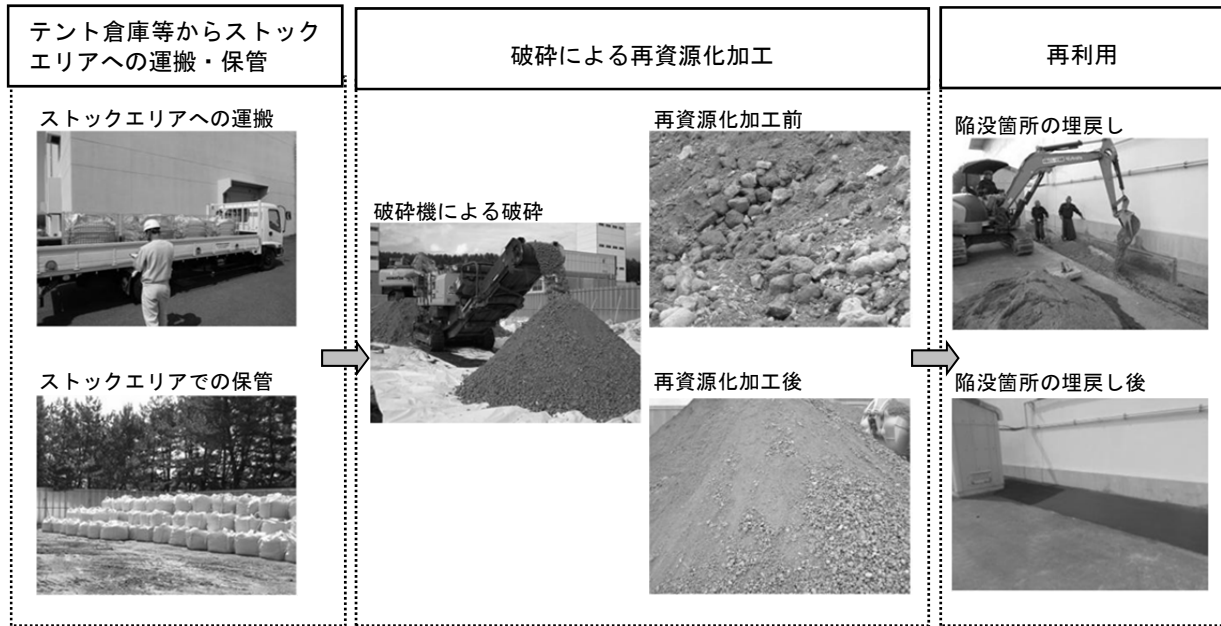 テント倉庫等からストック
エリアへの運搬・保管
破砕による再資源化加工
再利用
ストックエリアへの運搬
ストックエリアでの保管
破砕機による破砕
再資源化加工前
再資源化加工後
陥没箇所の埋戻し
陥没箇所の埋戻し後